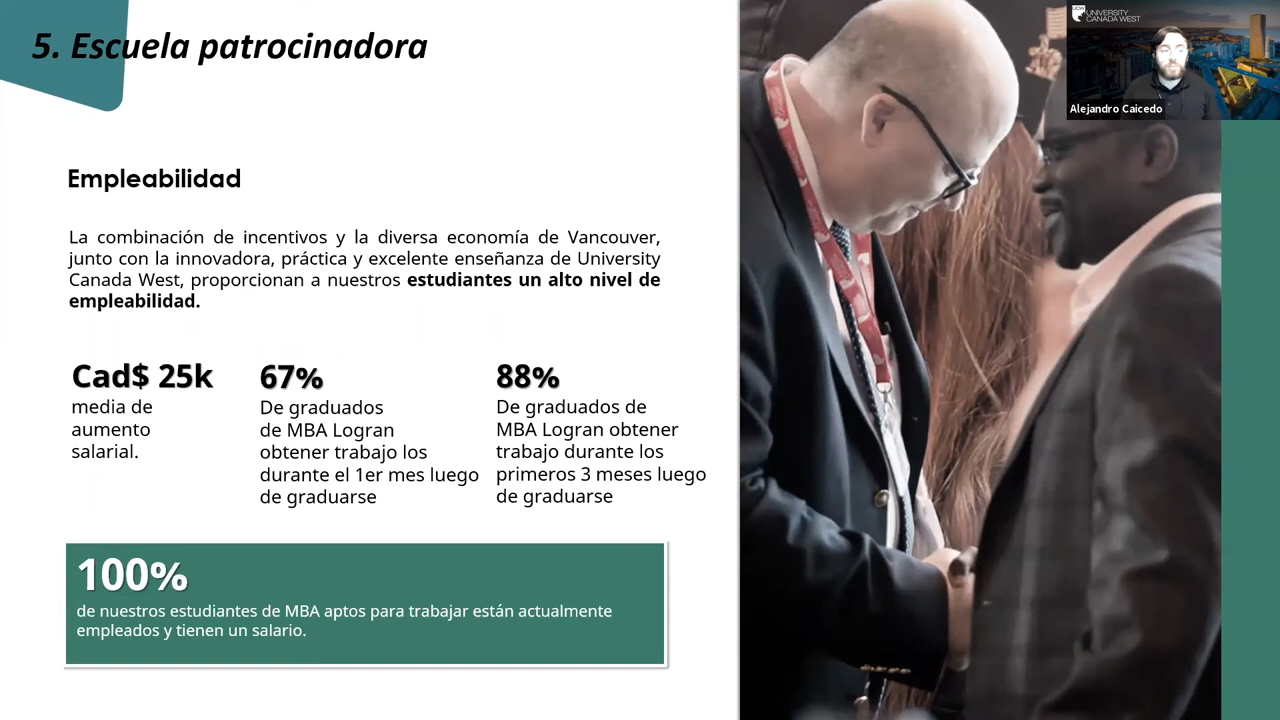 5. Escuela patrocinadora
UCW
UNIVERSITY
CANADA WEST
Alejandro Caicedo
Empleabilidad
La combinación de incentivos y la diversa economía de Vancouver,
junto con la innovadora, práctica y excelente enseñanza de University
Canada West, proporcionan a nuestros estudiantes un alto nivel de
empleabilidad.
Cad$ 25k
media de
aumento
salarial.
67%
De graduados
de MBA Logran
obtener trabajo los
durante el 1er mes luego
de graduarse
88%
De graduados de
MBA Logran obtener
trabajo durante los
primeros 3 meses luego
de graduarse
100%
de nuestros estudiantes de MBA aptos para trabajar están actualmente
empleados y tienen un salario.